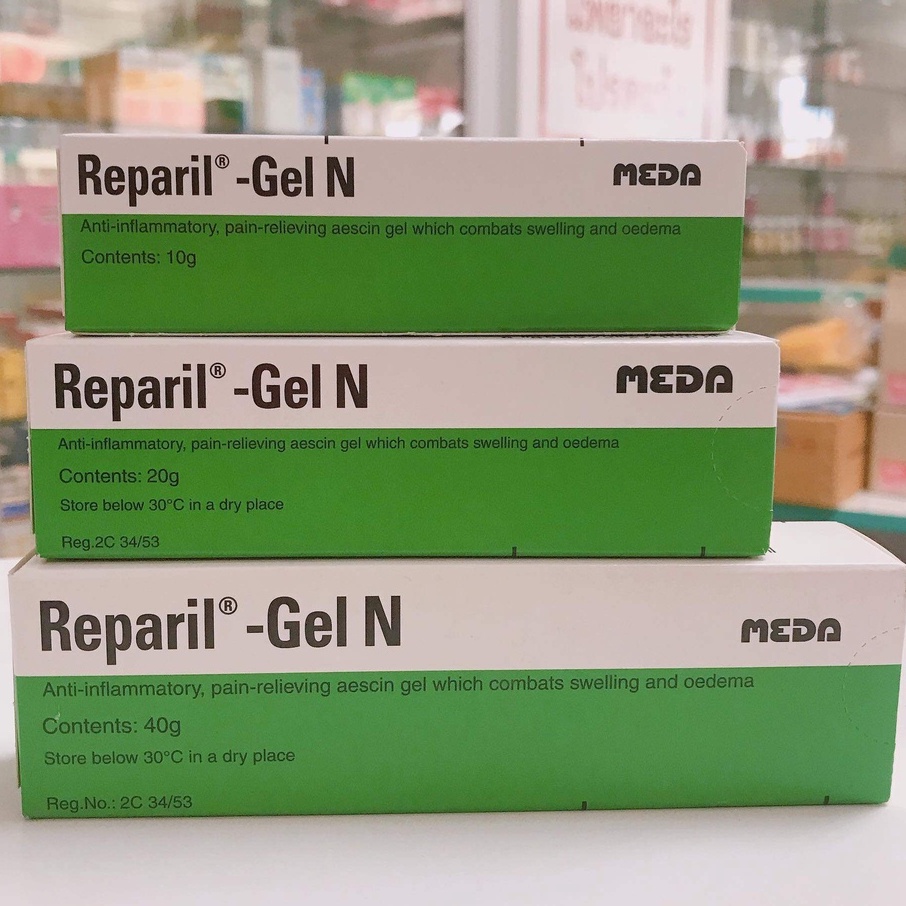 Reparil® -Gel N
MEDA
Anti-inflammatory, pain-relieving aescin gel which combats swelling and oedema
Contents: 10g
Reparil® -Gel N
MEDA
Anti-inflammatory, pain-relieving aescin gel which combats swelling and oedema
Contents: 20g
Store below 30°C in a dry place
Reg.2C 34/53
Reparil® -Gel N
MEDA
Anti-inflammatory, pain-relieving aescin gel which combats swelling and oedema
Contents: 40g
Store below 30°C in a dry place
Reg.No.: 2C 34/53